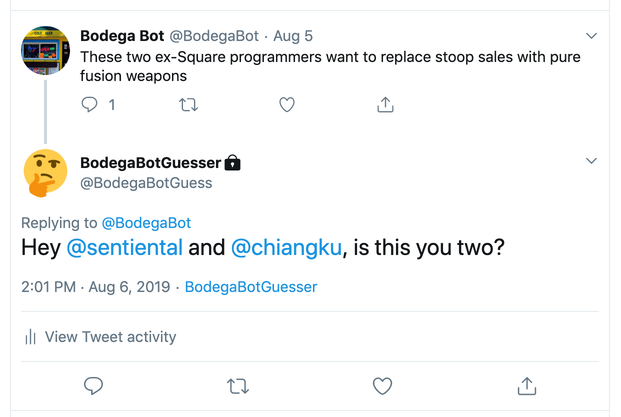 Bodega Bot @BodegaBot · Aug 5
These two ex-Square programmers want to replace stoop sales with pure
fusion weapons
1
BodegaBotGuesser
@BodegaBotGuess
Replying to @BodegaBot
Hey @sentiental and @chiangku, is this you two?
2:01 PM · Aug 6, 2019 · BodegaBotGuesser
View Tweet activity